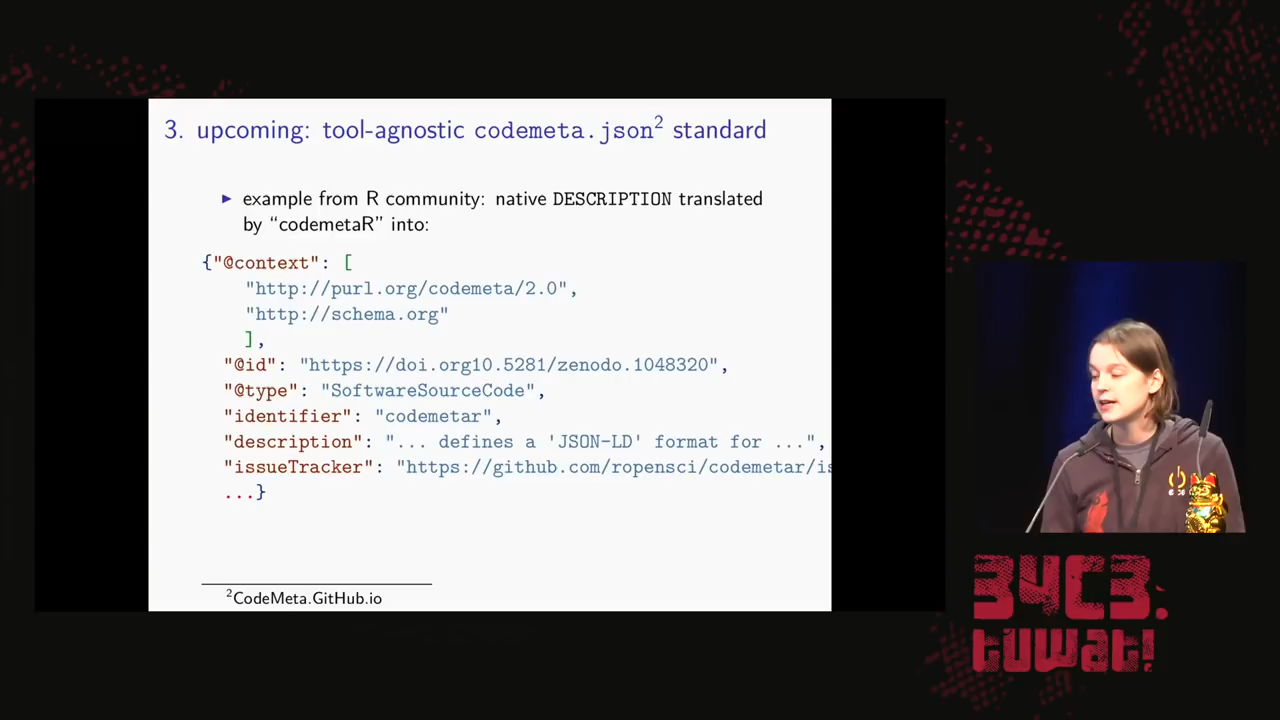 3. upcoming: tool-agnostic codemeta.json² standard
► example from R community: native DESCRIPTION translated
by “codemetaR” into:
{"@context": [
"http://purl.org/codemeta/2.0",
"http://schema.org"
],
"@id": "https://doi.org10.5281/zenodo.1048320",
"@type": "SoftwareSourceCode",
"identifier": "codemetar",
"description": "... defines a 'JSON-LD' format for ...",
"issueTracker": "https://github.com/ropensci/codemetar/is
...}
²CodeMeta.GitHub.io
34C3.
tuwat!